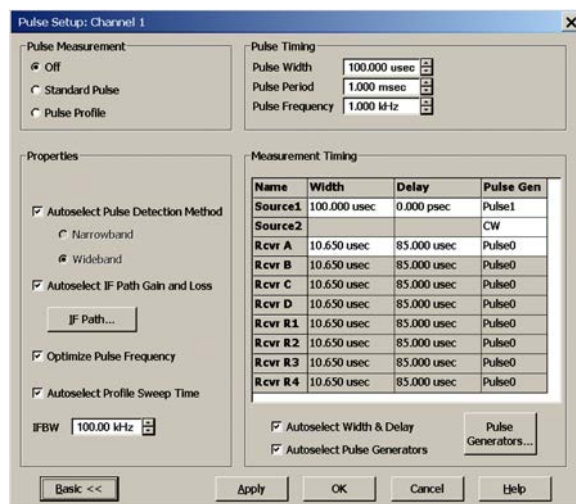 Pulse Setup: Channel 1
Pulse Measurement
Off
Standard Pulse
Pulse Profile
Pulse Timing
Pulse Width 100.000 usec
Pulse Period 1.000 msec
Pulse Frequency 1.000 kHz
Properties
Autoselect Pulse Detection Method
Narrowband
Wideband
Autoselect IF Path Gain and Loss
IF Path...
Optimize Pulse Frequency
Autoselect Profile Sweep Time
IFBW 100.00 kHz
Measurement Timing
Name Width Delay Pulse Gen
Source1 100.000 usec 0.000 psec Pulse1
Source2 CW
Rcvr A 10.650 usec 85.000 usec Pulse0
Rcvr B 10.650 usec 85.000 usec Pulse0
Rcvr C 10.650 usec 85.000 usec Pulse0
Rcvr D 10.650 usec 85.000 usec Pulse0
Rcvr R1 10.650 usec 85.000 usec Pulse0
Rcvr R2 10.650 usec 85.000 usec Pulse0
Rcvr R3 10.650 usec 85.000 usec Pulse0
Rcvr R4 10.650 usec 85.000 usec Pulse0
Autoselect Width & Delay
Autoselect Pulse Generators
Pulse
Generators...
Basic << Apply OK Cancel Help